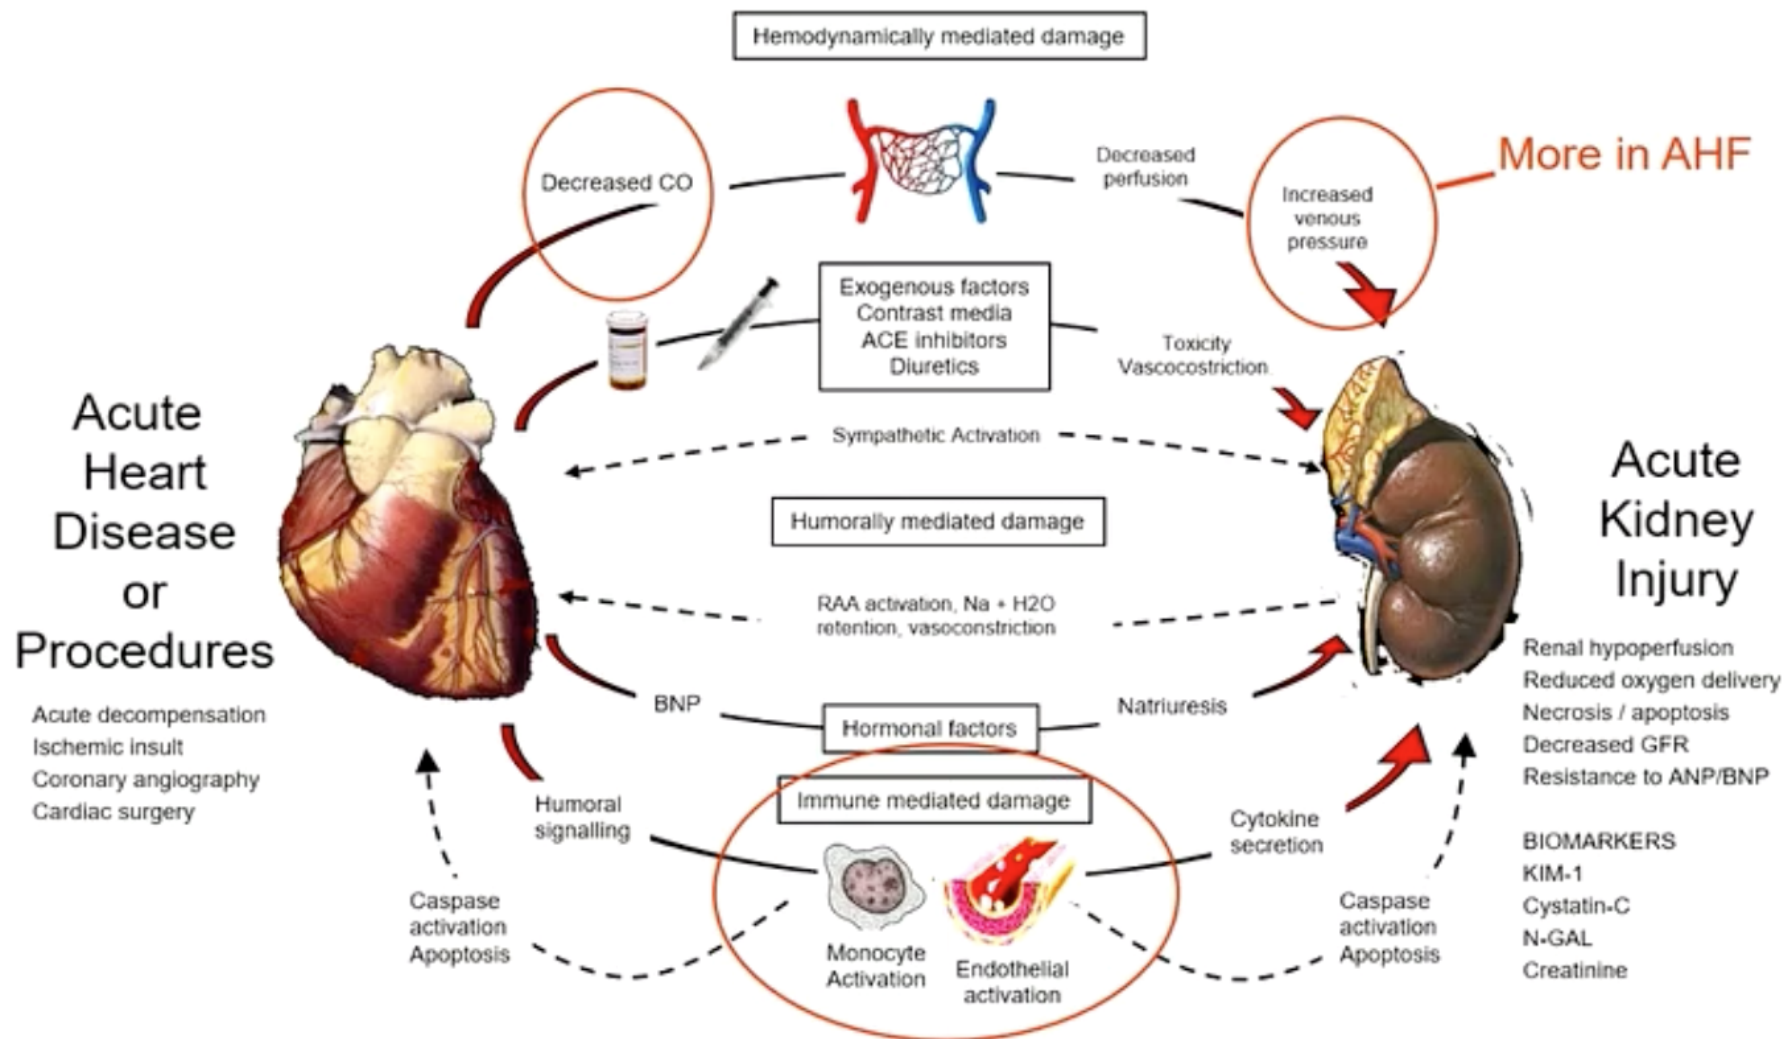 Hemodynamically mediated damage
Decreased CO
Decreased
perfusion
Increased
venous
pressure
More in AHF
Exogenous factors
Contrast media
ACE inhibitors
Diuretics
Toxicity
Vascocostriction
Sympathetic Activation
Acute
Heart
Disease
or
Procedures
Acute decompensation
Ischemic insult
Coronary angiography
Cardiac surgery
Humorally mediated damage
RAA activation, Na + H2O
retention, vasoconstriction
BNP
Hormonal factors
Natriuresis
Immune mediated damage
Humoral
signalling
Cytokine
secretion
Caspase
activation
Apoptosis
Monocyte
Activation
Endothelial
activation
Caspase
activation
Apoptosis
Acute
Kidney
Injury
Renal hypoperfusion
Reduced oxygen delivery
Necrosis / apoptosis
Decreased GFR
Resistance to ANP/BNP
BIOMARKERS
KIM-1
Cystatin-C
N-GAL
Creatinine